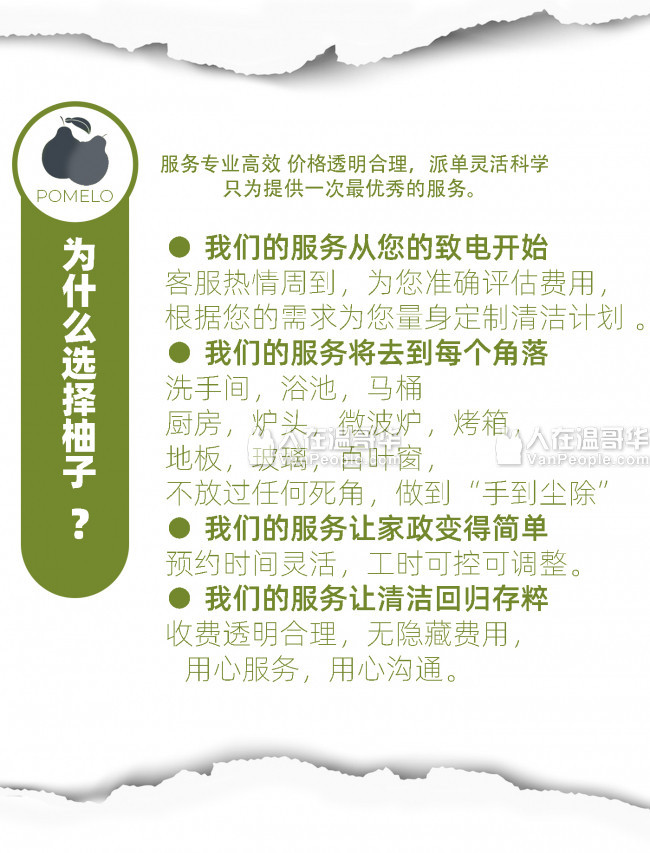 POMELO
为什么选择柚子？
服务专业高效 价格透明合理，派单灵活科学
只为提供一次最优秀的服务。
● 我们的服务从您的致电开始
客服热情周到，为您准确评估费用，
根据您的需求为您量身定制清洁计划 。
● 我们的服务将去到每个角落
洗手间，浴池，马桶
厨房，炉头，微波炉，烤箱，
地板，玻璃，百叶窗，
不放过任何死角，做到“手到尘除”
● 我们的服务让家政变得简单
预约时间灵活，工时可控可调整。
● 我们的服务让清洁回归存粹
收费透明合理，无隐藏费用，
用心服务，用心沟通。
人在温哥华
VanPeople.com
人在温哥华
VanPeople.com